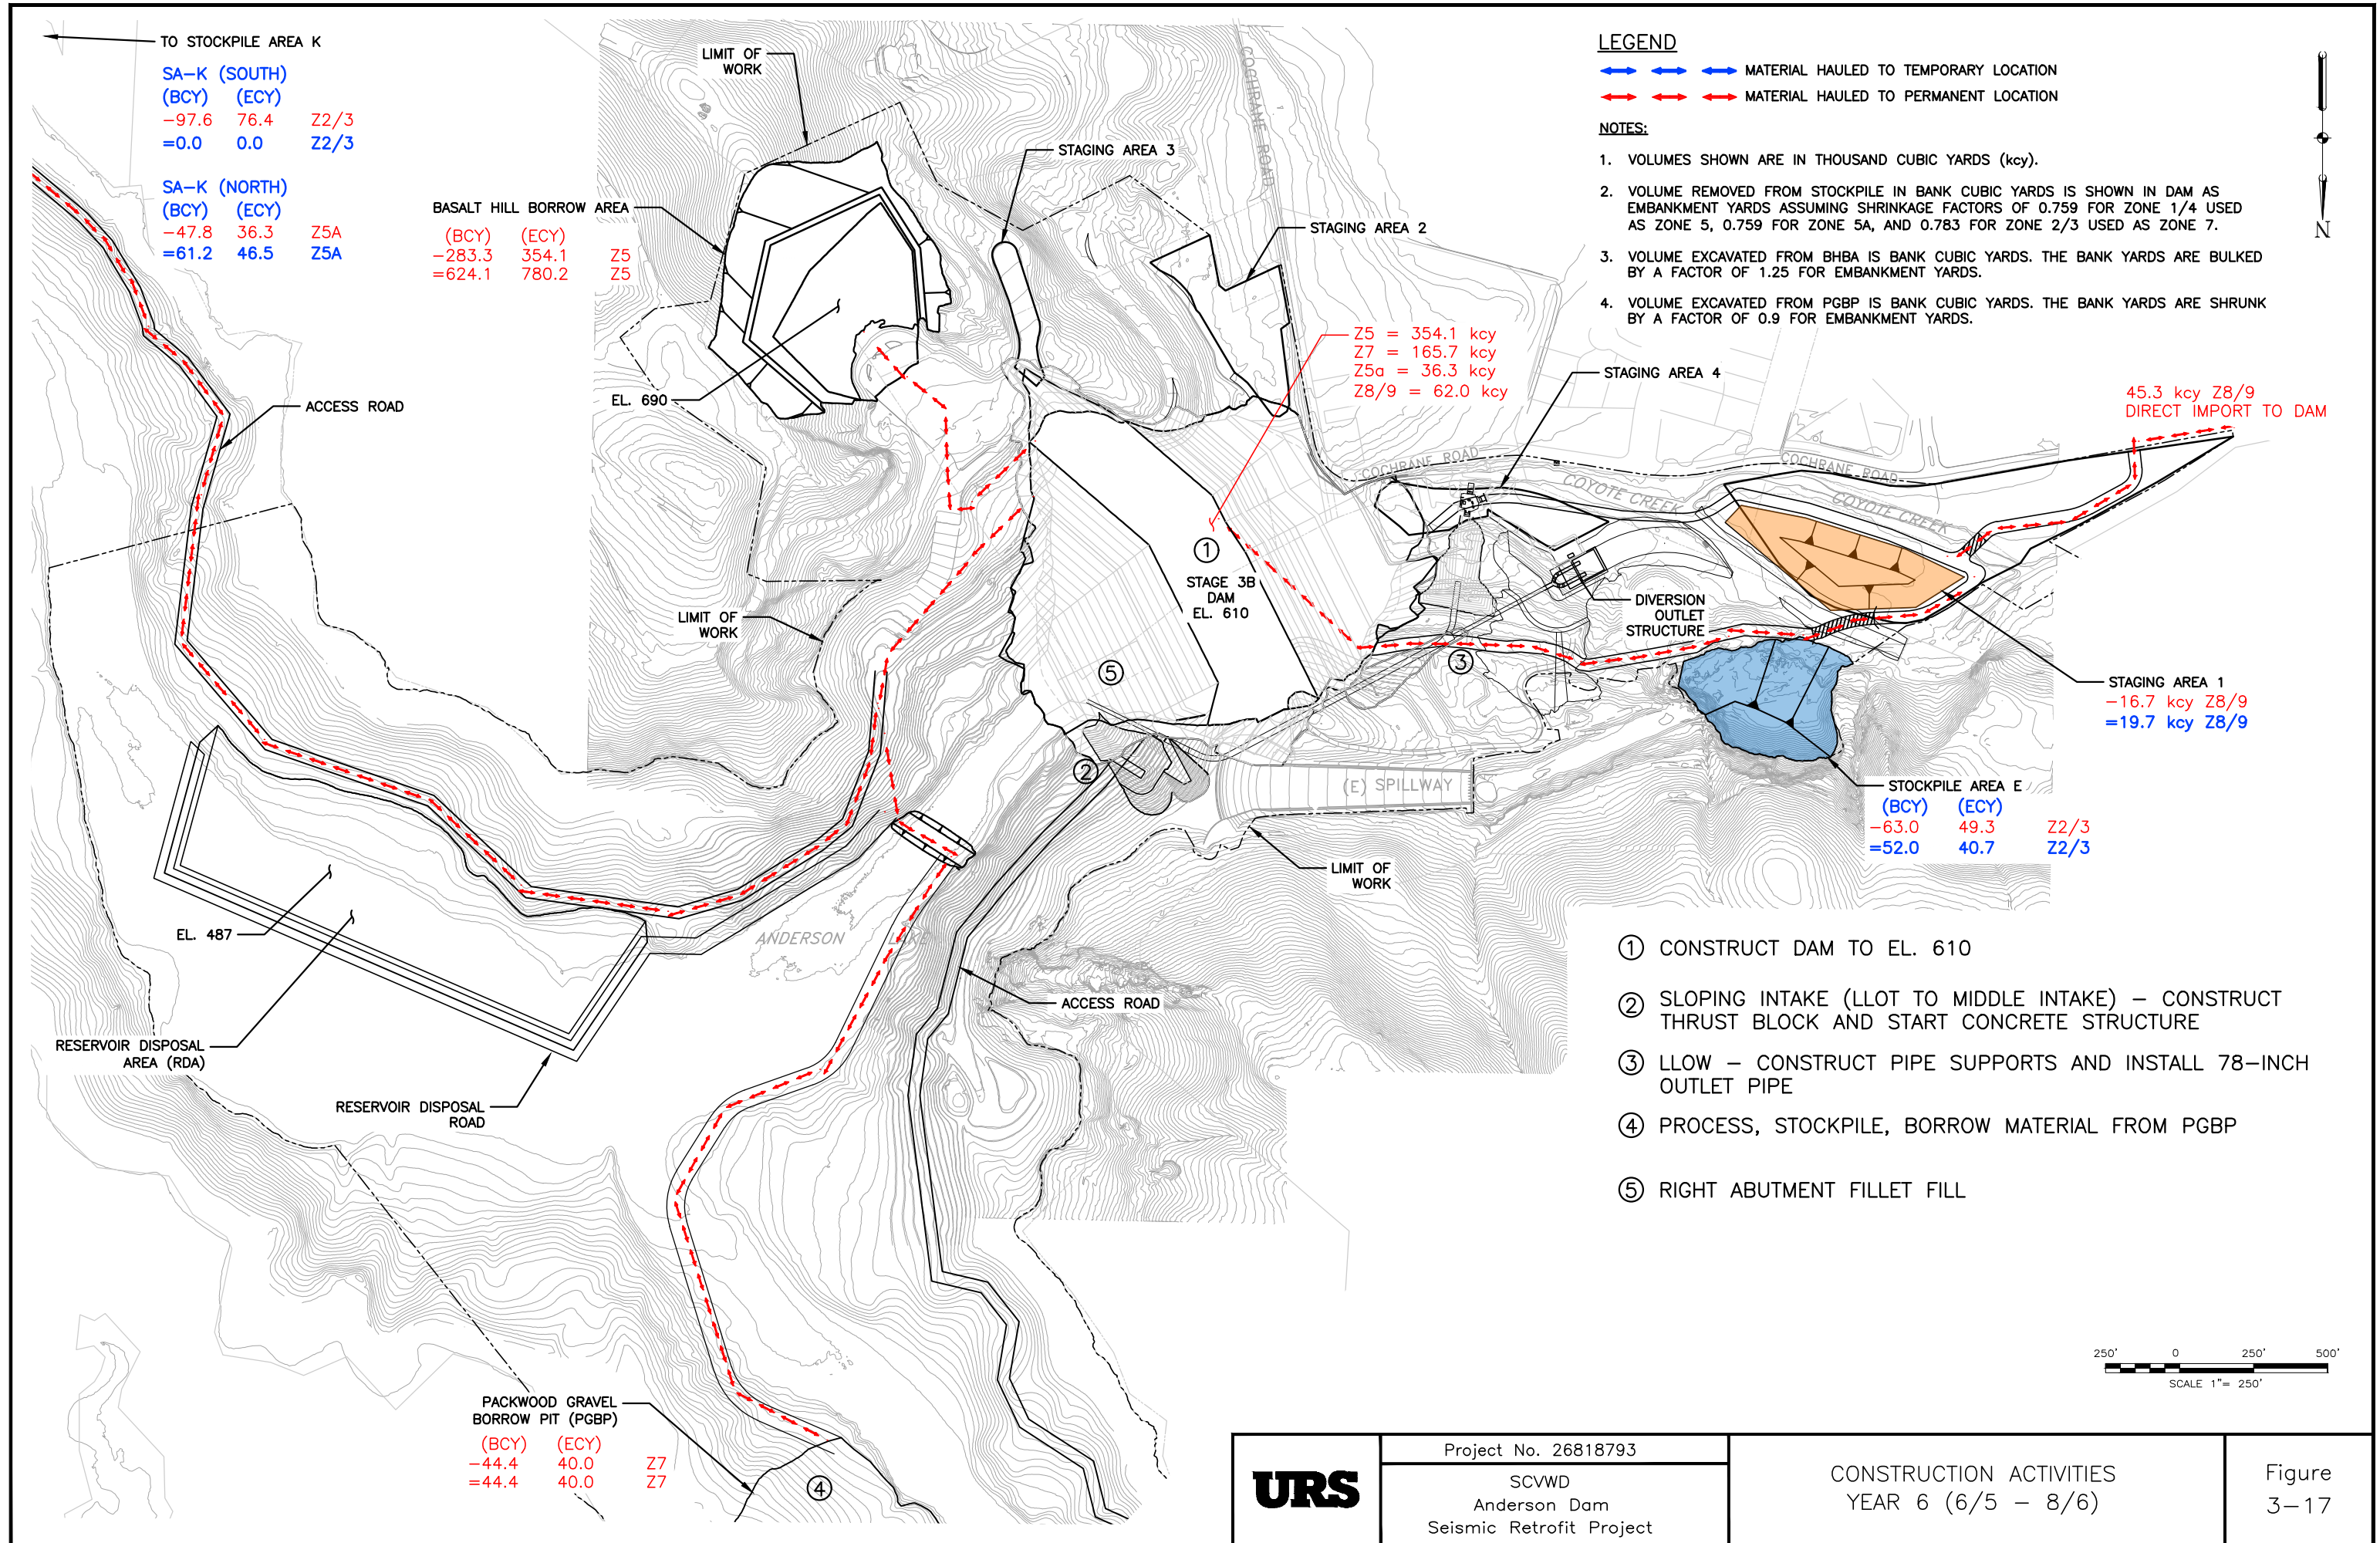 TO STOCKPILE AREA K
SA-K (SOUTH)
(BCY) (ECY)
-97.6 76.4 Z2/3
=0.0 0.0 Z2/3
SA-K (NORTH)
(BCY) (ECY)
-47.8 36.3 Z5A
=61.2 46.5 Z5A
LIMIT OF
WORK
BASALT HILL BORROW AREA
(BCY) (ECY)
-283.3 354.1 Z5
=624.1 780.2 Z5
STAGING AREA 3
COCHRANE ROAD
STAGING AREA 2
LEGEND
MATERIAL HAULED TO TEMPORARY LOCATION
MATERIAL HAULED TO PERMANENT LOCATION
NOTES:
1. VOLUMES SHOWN ARE IN THOUSAND CUBIC YARDS (kcy).
2. VOLUME REMOVED FROM STOCKPILE IN BANK CUBIC YARDS IS SHOWN IN DAM AS
EMBANKMENT YARDS ASSUMING SHRINKAGE FACTORS OF 0.759 FOR ZONE 1/4 USED
AS ZONE 5, 0.759 FOR ZONE 5A, AND 0.783 FOR ZONE 2/3 USED AS ZONE 7.
3. VOLUME EXCAVATED FROM BHBA IS BANK CUBIC YARDS. THE BANK YARDS ARE BULKED
BY A FACTOR OF 1.25 FOR EMBANKMENT YARDS.
4. VOLUME EXCAVATED FROM PGBP IS BANK CUBIC YARDS. THE BANK YARDS ARE SHRUNK
BY A FACTOR OF 0.9 FOR EMBANKMENT YARDS.
N
Z5 = 354.1 kcy
Z7 = 165.7 kcy
Z5a = 36.3 kcy
Z8/9 = 62.0 kcy
STAGING AREA 4
45.3 kcy Z8/9
DIRECT IMPORT TO DAM
ACCESS ROAD
EL. 690
COCHRANE ROAD
COCHRANE ROAD
COYOTE CREEK
COYOTE CREEK
1
STAGE 3B
DAM
EL. 610
DIVERSION
OUTLET
STRUCTURE
LIMIT OF
WORK
3
5
STAGING AREA 1
-16.7 kcy Z8/9
=19.7 kcy Z8/9
2
(E) SPILLWAY
STOCKPILE AREA E
(BCY) (ECY)
-63.0 49.3 Z2/3
=52.0 40.7 Z2/3
LIMIT OF
WORK
EL. 487
ANDERSON LAKE
ACCESS ROAD
RESERVOIR DISPOSAL
AREA (RDA)
RESERVOIR DISPOSAL
ROAD
1 CONSTRUCT DAM TO EL. 610
2 SLOPING INTAKE (LLOT TO MIDDLE INTAKE) - CONSTRUCT
THRUST BLOCK AND START CONCRETE STRUCTURE
3 LLOW - CONSTRUCT PIPE SUPPORTS AND INSTALL 78-INCH
OUTLET PIPE
4 PROCESS, STOCKPILE, BORROW MATERIAL FROM PGBP
5 RIGHT ABUTMENT FILLET FILL
250' 0 250' 500'
SCALE 1"= 250'
PACKWOOD GRAVEL
BORROW PIT (PGBP)
(BCY) (ECY)
-44.4 40.0 Z7
=44.4 40.0 Z7
4
URS
Project No. 26818793
SCVWD
Anderson Dam
Seismic Retrofit Project
CONSTRUCTION ACTIVITIES
YEAR 6 (6/5 - 8/6)
Figure
3-17